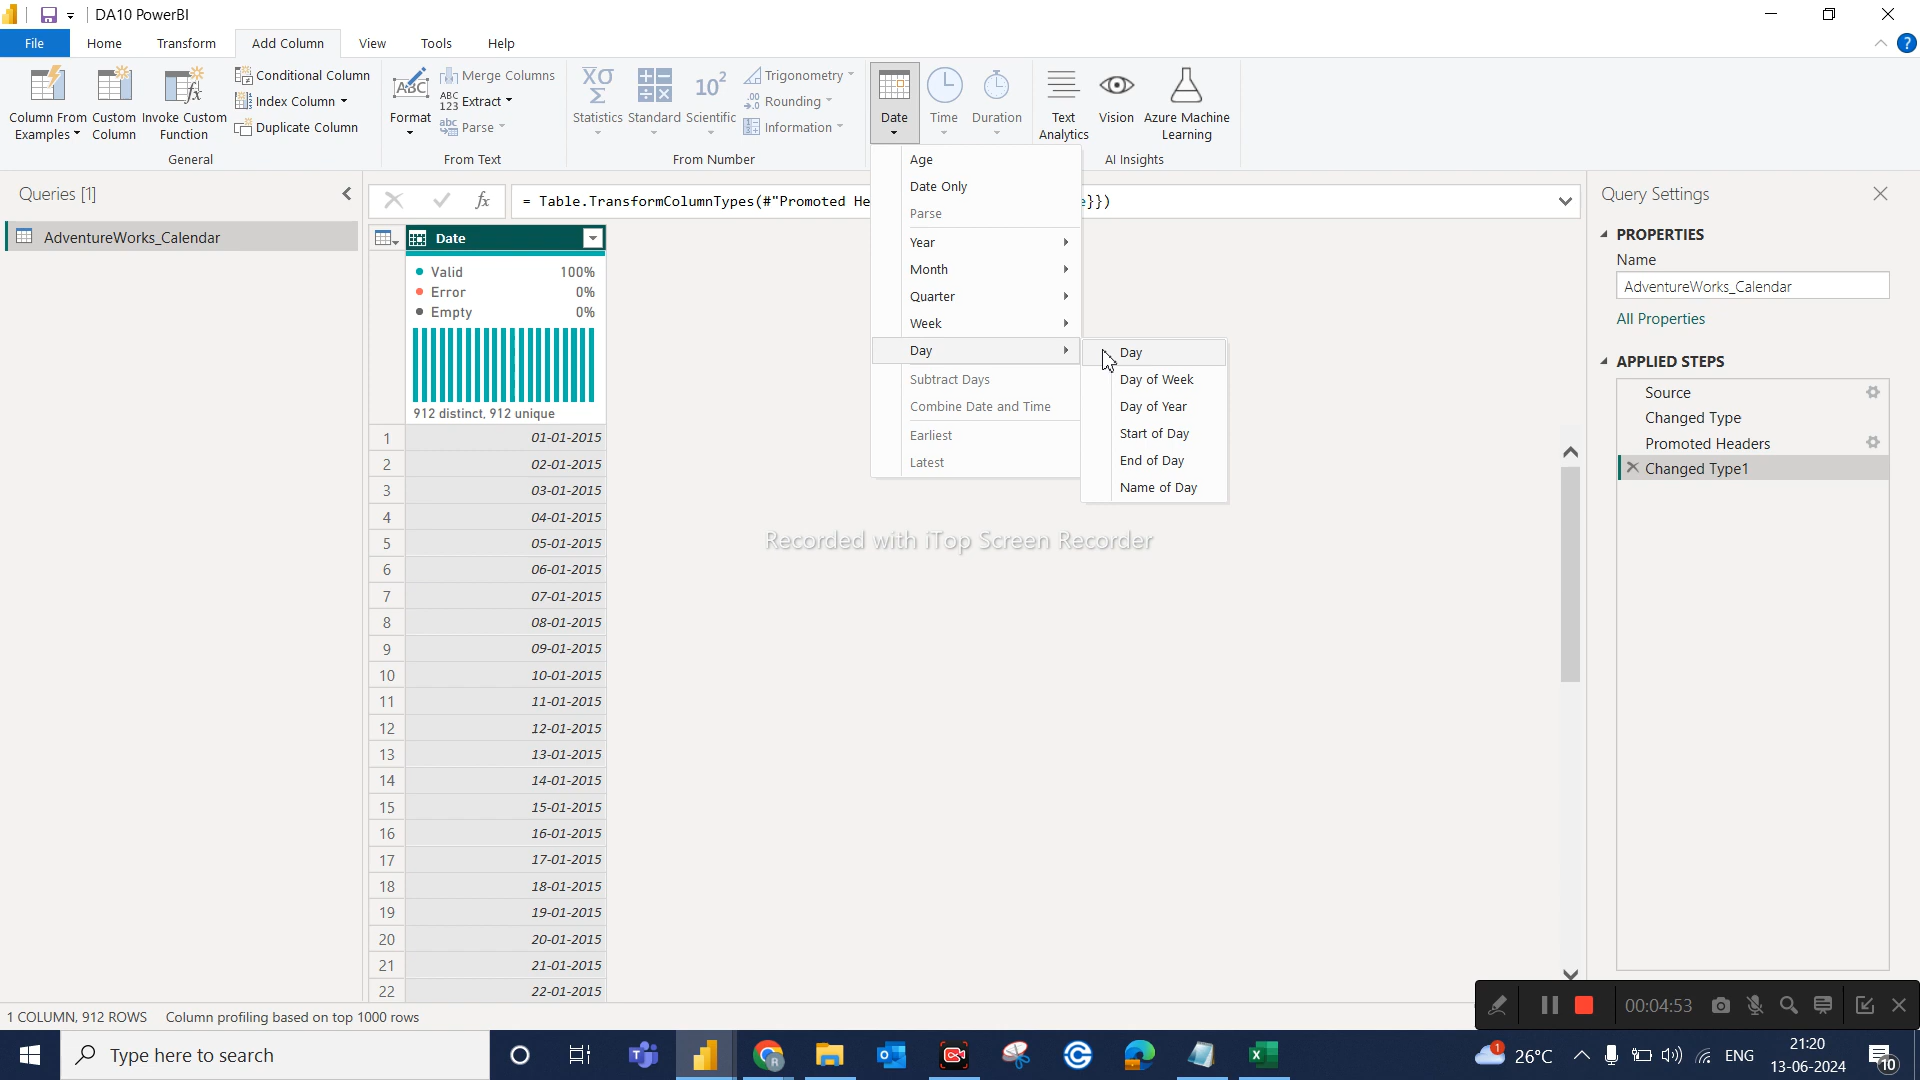 DA10 PowerBI
File Home Transform Add Column View Tools Help
Column From Examples
Custom Column
Invoke Custom Function
Conditional Column
Index Column
Duplicate Column
General
Format
Merge Columns
Extract
Parse
From Text
Statistics
Standard
Scientific
Trigonometry
Rounding
Information
From Number
Date
Time
Duration
Text Analytics
Vision
Azure Machine Learning
AI Insights
Queries [1]
AdventureWorks_Calendar
= Table.TransformColumnTypes(#"Promoted He
e}})
Date
Valid 100%
Error 0%
Empty 0%
912 distinct, 912 unique
1 01-01-2015
2 02-01-2015
3 03-01-2015
4 04-01-2015
5 05-01-2015
6 06-01-2015
7 07-01-2015
8 08-01-2015
9 09-01-2015
10 10-01-2015
11 11-01-2015
12 12-01-2015
13 13-01-2015
14 14-01-2015
15 15-01-2015
16 16-01-2015
17 17-01-2015
18 18-01-2015
19 19-01-2015
20 20-01-2015
21 21-01-2015
22 22-01-2015
Age
Date Only
Parse
Year
Month
Quarter
Week
Day
Subtract Days
Combine Date and Time
Earliest
Latest
Day
Day of Week
Day of Year
Start of Day
End of Day
Name of Day
Recorded with iTop Screen Recorder
Query Settings
PROPERTIES
Name
AdventureWorks_Calendar
All Properties
APPLIED STEPS
Source
Changed Type
Promoted Headers
Changed Type1
00:04:53
1 COLUMN, 912 ROWS Column profiling based on top 1000 rows
Type here to search
1
26°C
ENG
21:20
13-06-2024
10